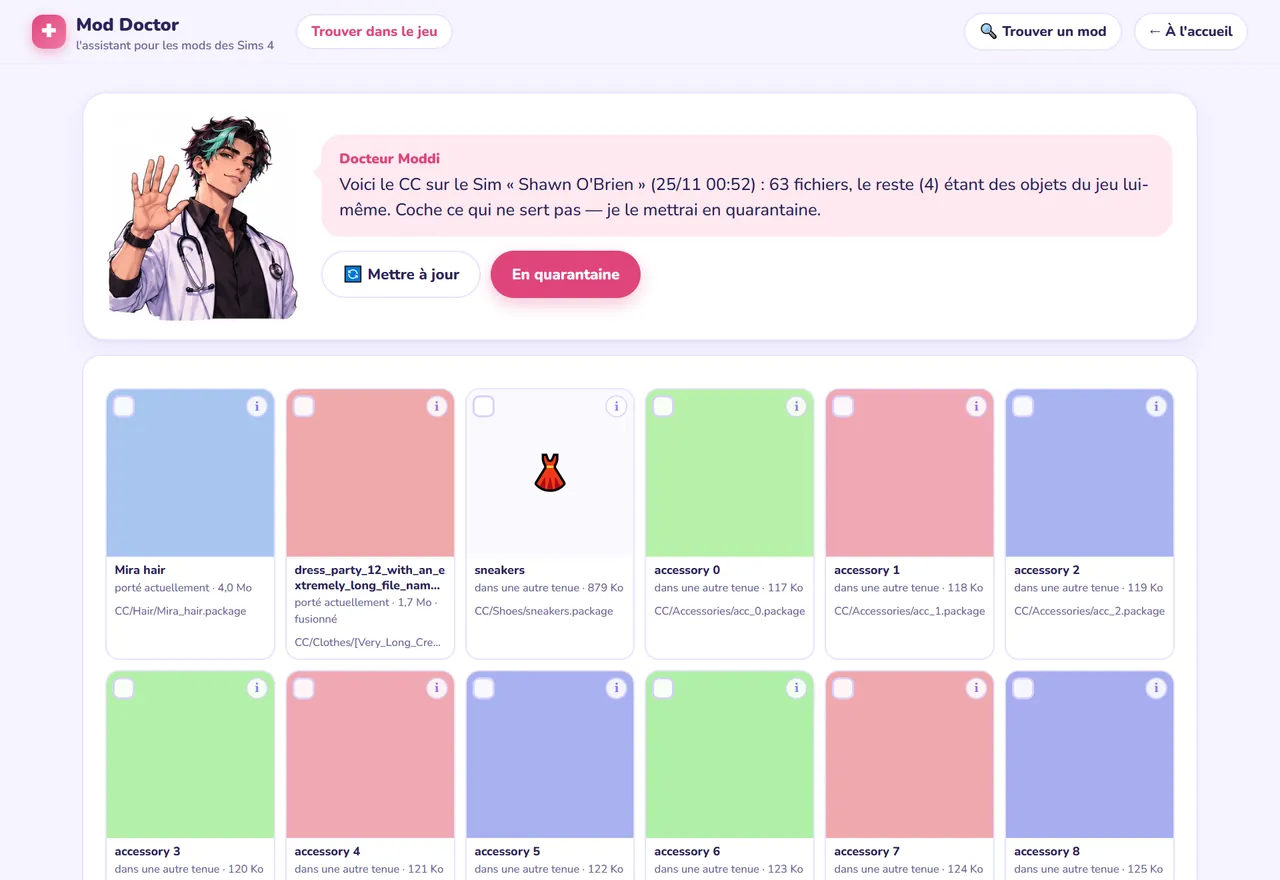 Mod Doctor
l'assistant pour les mods des Sims 4
Trouver dans le jeu
Trouver un mod
← À l'accueil
Docteur Moddi
Voici le CC sur le Sim « Shawn O'Brien » (25/11 00:52) : 63 fichiers, le reste (4) étant des objets du jeu lui-
même. Coche ce qui ne sert pas — je le mettrai en quarantaine.
Mettre à jour
En quarantaine
i
i
i
i
i
i
Mira hair
porté actuellement · 4,0 Mo
CC/Hair/Mira_hair.package
dress_party_12_with_an_e
xtremely_long_file_nam...
porté actuellement · 1,7 Mo ·
fusionné
CC/Clothes/[Very_Long_Cre...
sneakers
dans une autre tenue · 879 Ko
CC/Shoes/sneakers.package
accessory 0
dans une autre tenue · 117 Ko
CC/Accessories/acc_0.package
accessory 1
dans une autre tenue · 118 Ko
CC/Accessories/acc_1.package
accessory 2
dans une autre tenue · 119 Ko
CC/Accessories/acc_2.package
i
i
i
i
i
i
accessory 3
dans une autre tenue · 120 Ko
accessory 4
dans une autre tenue · 121 Ko
accessory 5
dans une autre tenue · 122 Ko
accessory 6
dans une autre tenue · 123 Ko
accessory 7
dans une autre tenue · 124 Ko
accessory 8
dans une autre tenue · 125 Ko